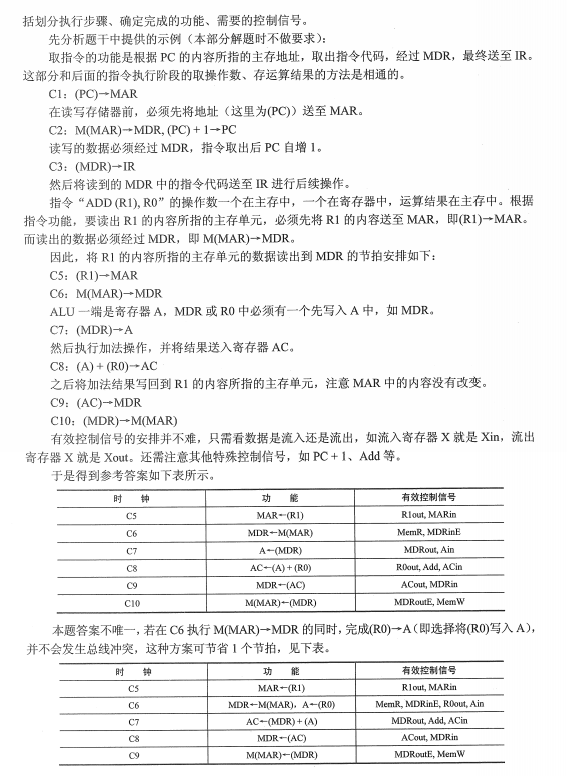 括划分执行步骤、确定完成的功能、需要的控制信号。
先分析题干中提供的示例（本部分解题时不做要求）：
取指令的功能是根据 PC 的内容所指的主存地址，取出指令代码，经过 MDR，最终送至 IR。
这部分和后面的指令执行阶段的取操作数、存运算结果的方法是相通的。
C1：(PC)→MAR
在读写存储器前，必须先将地址（这里为(PC)）送至 MAR。
C2：M(MAR)→MDR, (PC) + 1→PC
读写的数据必须经过 MDR，指令取出后 PC 自增 1。
C3：(MDR)→IR
然后将读到的 MDR 中的指令代码送至 IR 进行后续操作。
指令“ADD (R1), R0”的操作数一个在主存中，一个在寄存器中，运算结果在主存中。根
据指令功能，要读出 R1 的内容所指的主存单元，必须先将 R1 的内容送至 MAR，即(R1)→MAR。
而读出的数据必须经过 MDR，即 M(MAR)→MDR。
因此，将 R1 的内容所指的主存单元的数据读出到 MDR 的节拍安排如下：
C5：(R1)→MAR
C6：M(MAR)→MDR
ALU 一端是寄存器 A，MDR 或 R0 中必须有一个先写入 A 中，如 MDR。
C7：(MDR)→A
然后执行加法操作，并将结果送入寄存器 AC。
C8：(A) + (R0)→AC
之后将加法结果写回到 R1 的内容所指的主存单元，注意 MAR 中的内容没有改变。
C9：(AC)→MDR
C10：(MDR)→M(MAR)
有效控制信号的安排并不难，只需看数据是流入还是流出，如流入寄存器 X 就是 Xin，流出
寄存器 X 就是 Xout。还需注意其他特殊控制信号，如 PC + 1、Add 等。
于是得到参考答案如下表所示。
时 钟 功 能 有效控制信号
C5 MAR←(R1) R1out, MARin
C6 MDR←M(MAR) MemR, MDRinE
C7 A←(MDR) MDRout, Ain
C8 AC←(A) + (R0) R0out, Add, ACin
C9 MDR←(AC) ACout, MDRin
C10 M(MAR)←(MDR) MDRoutE, MemW
本题答案不唯一，若在 C6 执行 M(MAR)→MDR 的同时，完成(R0)→A（即选择将(R0)写入 A），
并不会发生总线冲突，这种方案可节省 1 个节拍，见下表。
时 钟 功 能 有效控制信号
C5 MAR←(R1) R1out, MARin
C6 MDR←M(MAR)，A←(R0) MemR, MDRinE, R0out, Ain
C7 AC←(MDR) + (A) MDRout, Add, ACin
C8 MDR←(AC) ACout, MDRin
C9 M(MAR)←(MDR) MDRoutE, MemW